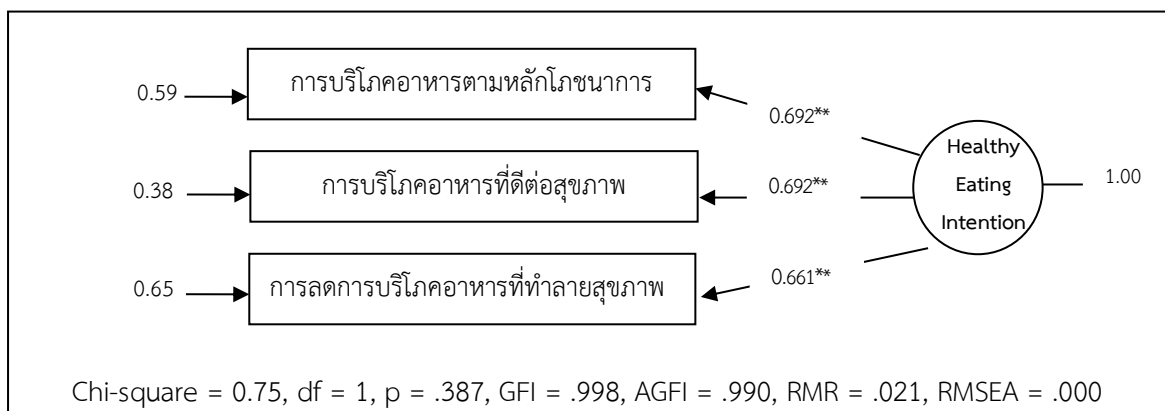 0.59
การบริโภคอาหารตามหลักโภชนาการ
0.692**
Healthy
0.38
การบริโภคอาหารที่ดีต่อสุขภาพ
0.692**
Eating
1.00
Intention
0.65
การลดการบริโภคอาหารที่ทำลายสุขภาพ
0.661**
Chi-square = 0.75, df = 1, p = .387, GFI = .998, AGFI = .990, RMR = .021, RMSEA = .000